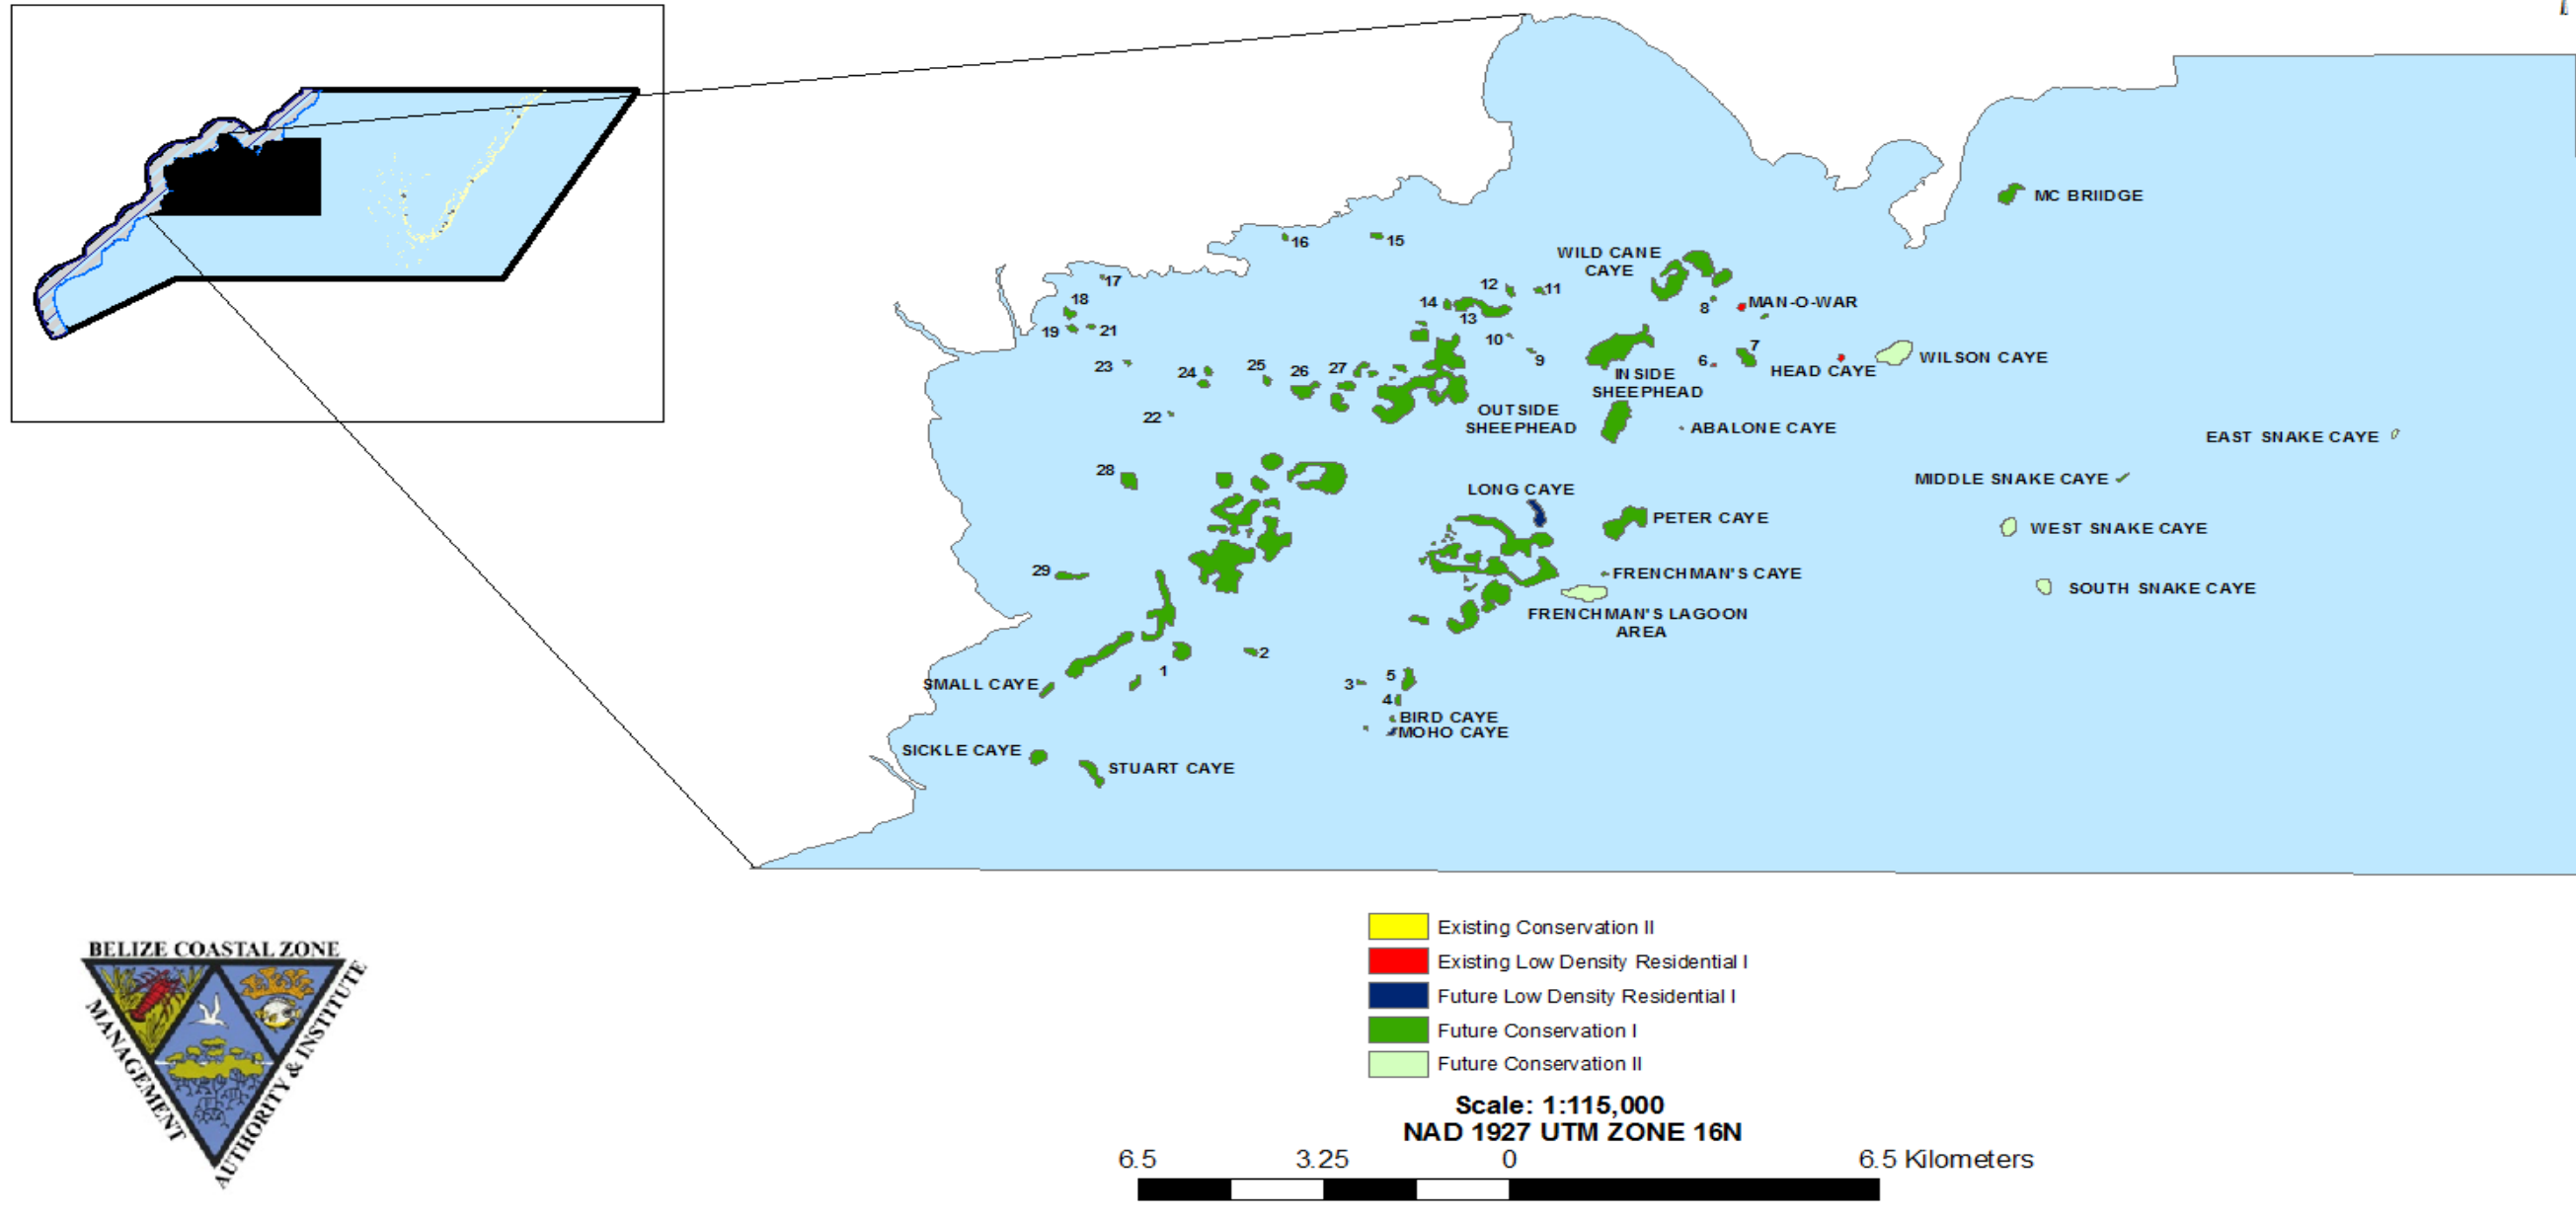 MC BRIIDGE
16
15
WILD CANE
CAYE
17
12
11
18
14
8
MAN-O-WAR
13
19
21
10
9
7
6
WILSON CAYE
HEAD CAYE
23
24
25
26
27
INSIDE
SHEEPHEAD
22
OUTSIDE
SHEEPHEAD
ABALONE CAYE
EAST SNAKE CAYE
28
MIDDLE SNAKE CAYE
LONG CAYE
PETER CAYE
WEST SNAKE CAYE
29
FRENCHMAN'S CAYE
SOUTH SNAKE CAYE
FRENCHMAN'S LAGOON
AREA
2
1
5
SMALL CAYE
3
4
BIRD CAYE
MOHO CAYE
SICKLE CAYE
STUART CAYE
Existing Conservation II
Existing Low Density Residential I
Future Low Density Residential I
Future Conservation I
Future Conservation II
Scale: 1:115,000
NAD 1927 UTM ZONE 16N
6.5 3.25 0 6.5 Kilometers
BELIZE COASTAL ZONE
MANAGEMENT
AUTHORITY & INSTITUTE